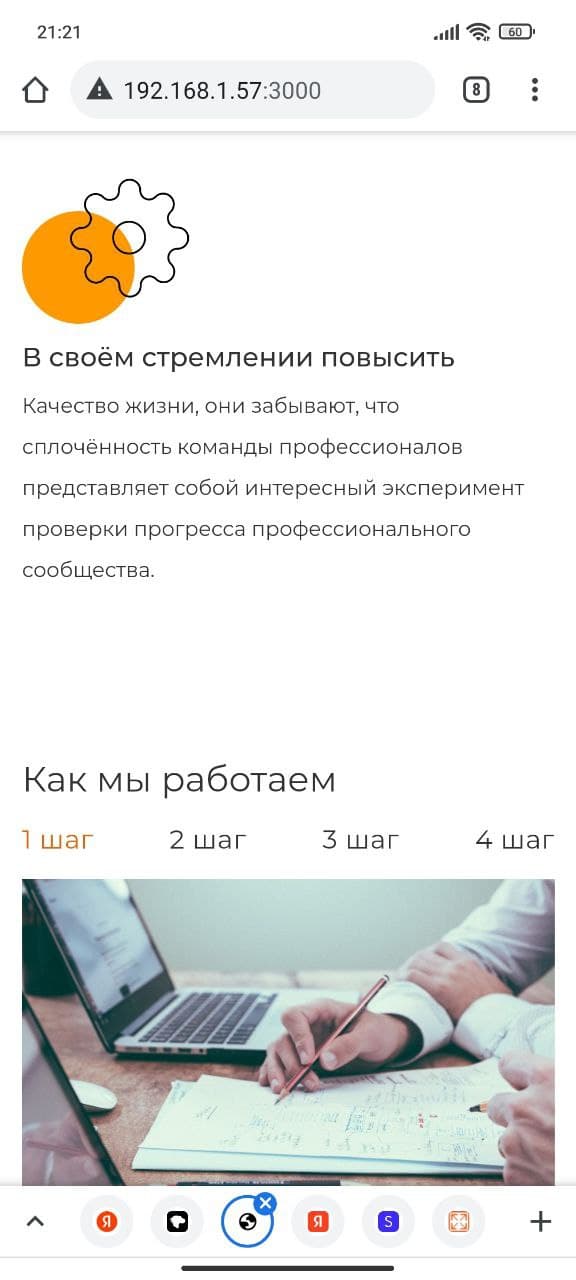 21:21
60
192.168.1.57:3000
8
В своём стремлении повысить
Качество жизни, они забывают, что
сплочённость команды профессионалов
представляет собой интересный эксперимент
проверки прогресса профессионального
сообщества.
Как мы работаем
1 шаг 2 шаг 3 шаг 4 шаг
Я Я S